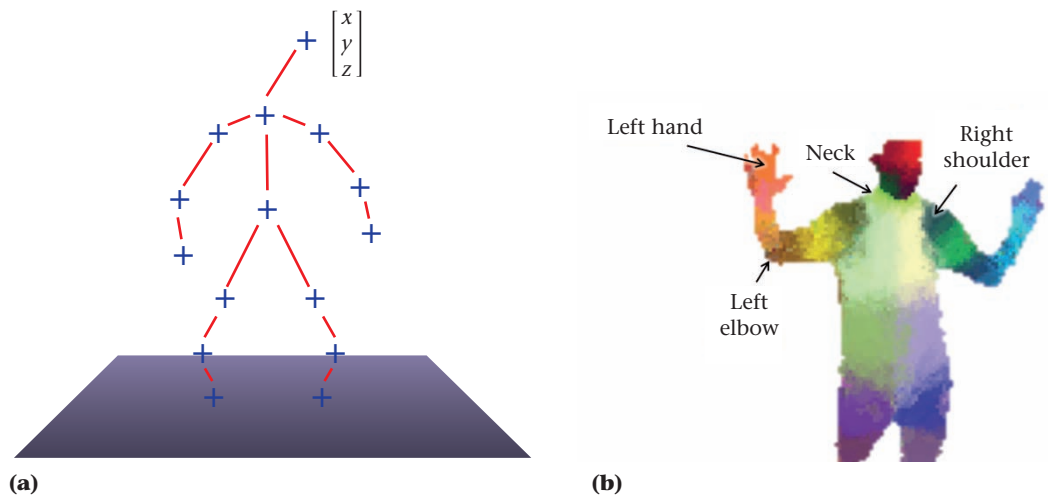 x
y
z
Left hand
Neck
Right
shoulder
Left
elbow
(a)
(b)